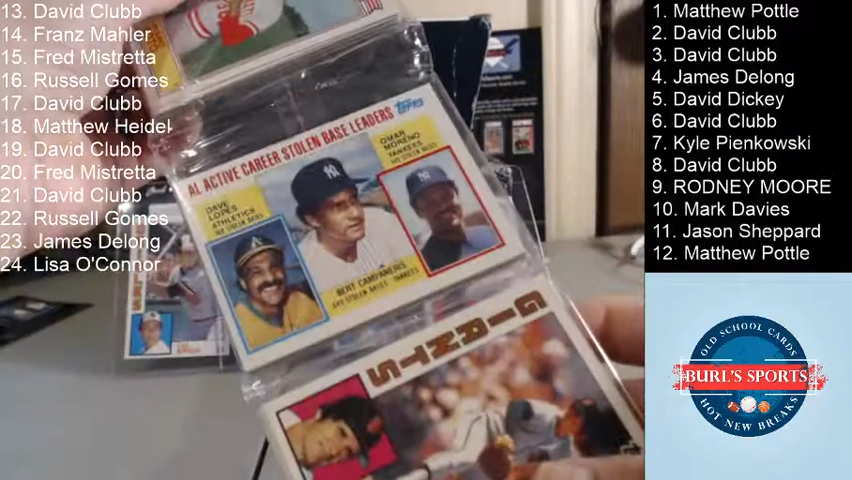 13. David Clubb
14. Franz Mahler
15. Fred Mistretta
16. Russell Gomes
17. David Clubb
18. Matthew Heidel
19. David Clubb
20. Fred Mistretta
21. David Clubb
22. Russell Gomes
23. James Delong
24. Lisa O'Connor
AL ACTIVE CAREER STOLEN BASE LEADERS
Topps
OMAR
MORENO
YANKEES
DAVE
LOPES
ATHLETICS
BERT CAMPANERIS
649 STOLEN BASES, YANKEES
GIANTS
1. Matthew Pottle
2. David Clubb
3. David Clubb
4. James Delong
5. David Dickey
6. David Clubb
7. Kyle Pienkowski
8. David Clubb
9. RODNEY MOORE
10. Mark Davies
11. Jason Sheppard
12. Matthew Pottle
OLD SCHOOL CARDS
BURL'S SPORTS
HOT NEW BREAKS